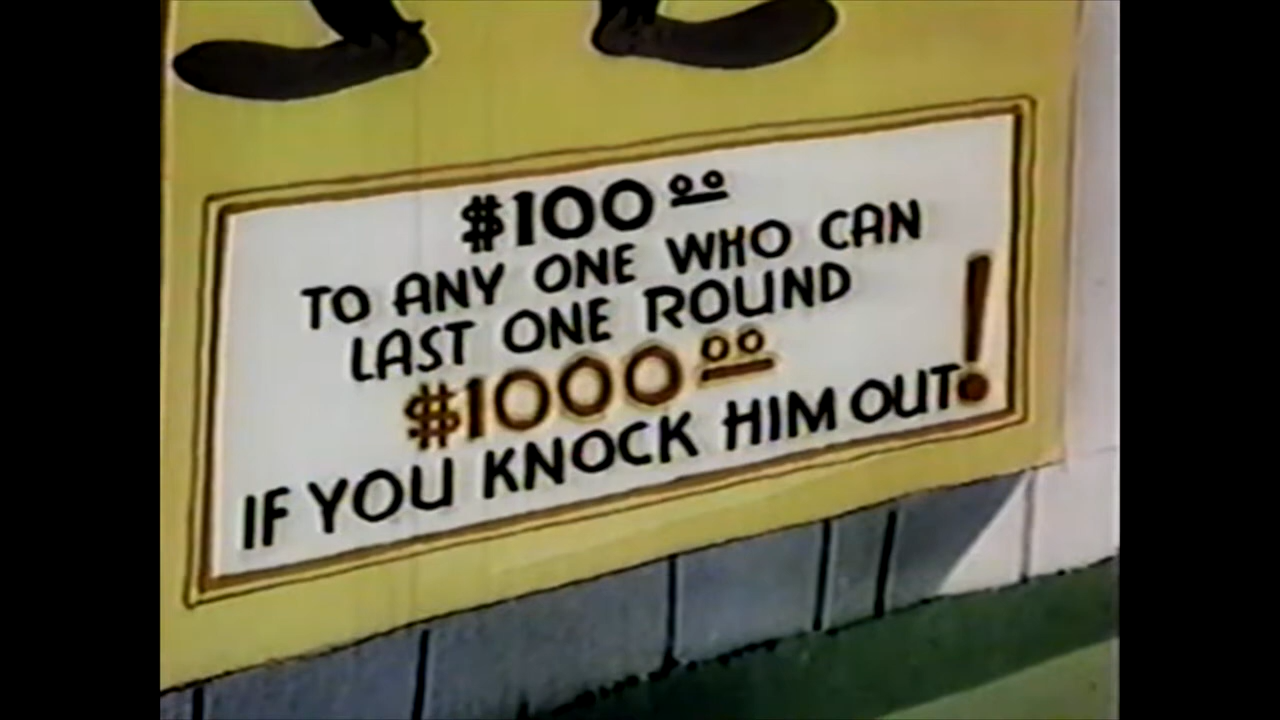 $100.00
TO ANY ONE WHO CAN
LAST ONE ROUND
$1000.00
IF YOU KNOCK HIM OUT!